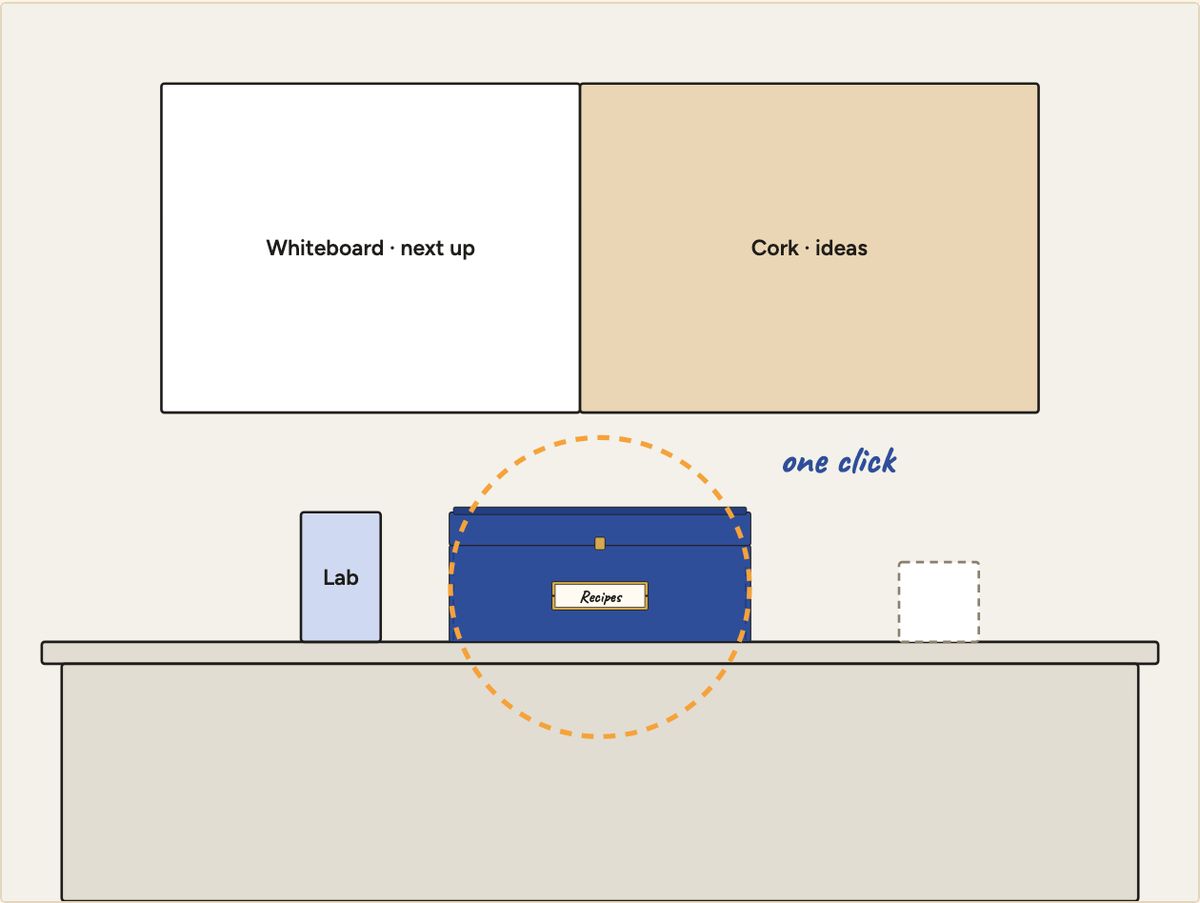 Whiteboard · next up
Cork · ideas
one click
Lab
Recipes